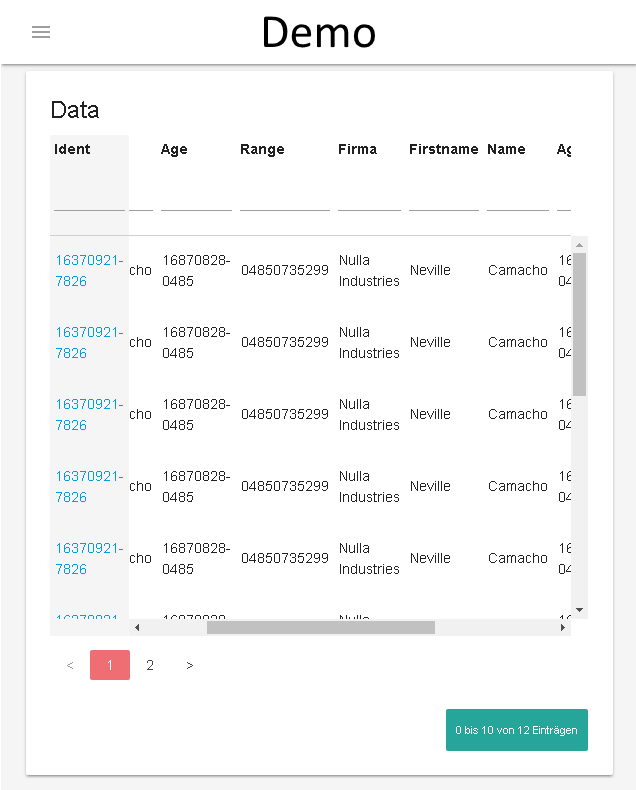 Demo
Data
Ident Age Range Firma Firstname Name Ag
16370921-7826 cho 16870828-0485 04850735299 Nulla Industries Neville Camacho 16 04
16370921-7826 cho 16870828-0485 04850735299 Nulla Industries Neville Camacho 16 04
16370921-7826 cho 16870828-0485 04850735299 Nulla Industries Neville Camacho 16 04
16370921-7826 cho 16870828-0485 04850735299 Nulla Industries Neville Camacho 16 04
16370921-7826 cho 16870828-0485 04850735299 Nulla Industries Neville Camacho 16 04
< 1 2 >
0 bis 10 von 12 Einträgen